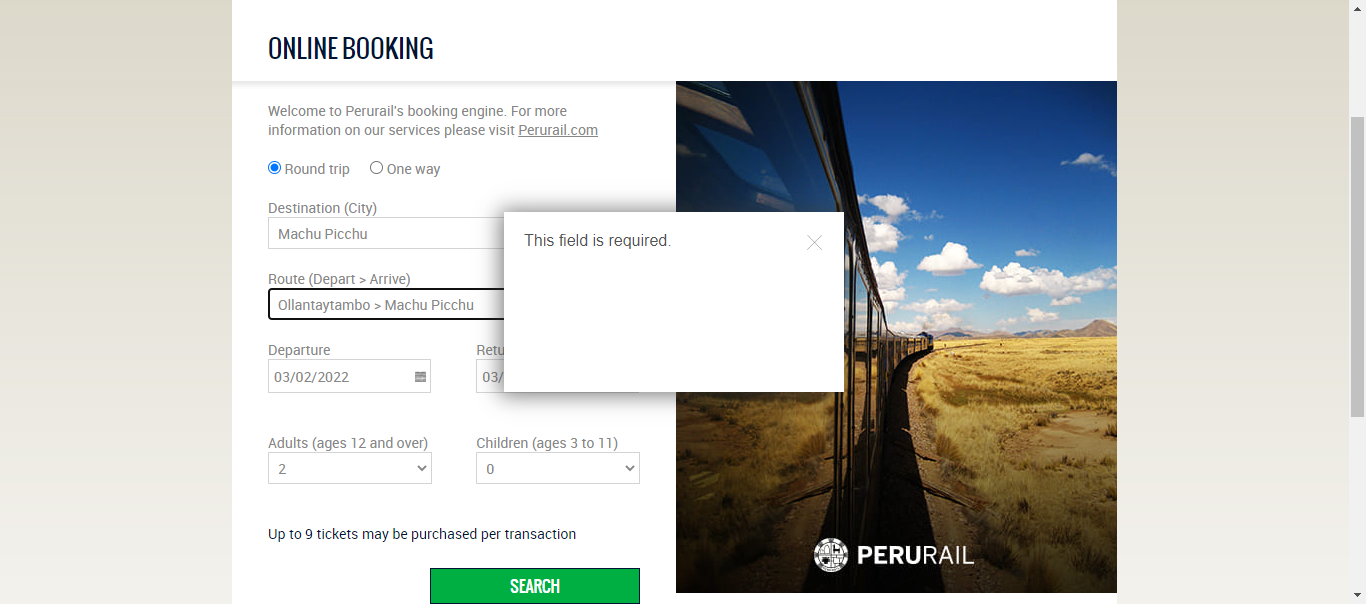 ONLINE BOOKING
Welcome to Perurail's booking engine. For more
information on our services please visit Perurail.com
Round trip One way
Destination (City)
Machu Picchu
This field is required.
Route (Depart > Arrive)
Ollantaytambo > Machu Picchu
Departure
03/02/2022 03/
Adults (ages 12 and over) Children (ages 3 to 11)
2 0
Up to 9 tickets may be purchased per transaction
SEARCH
PERURAIL